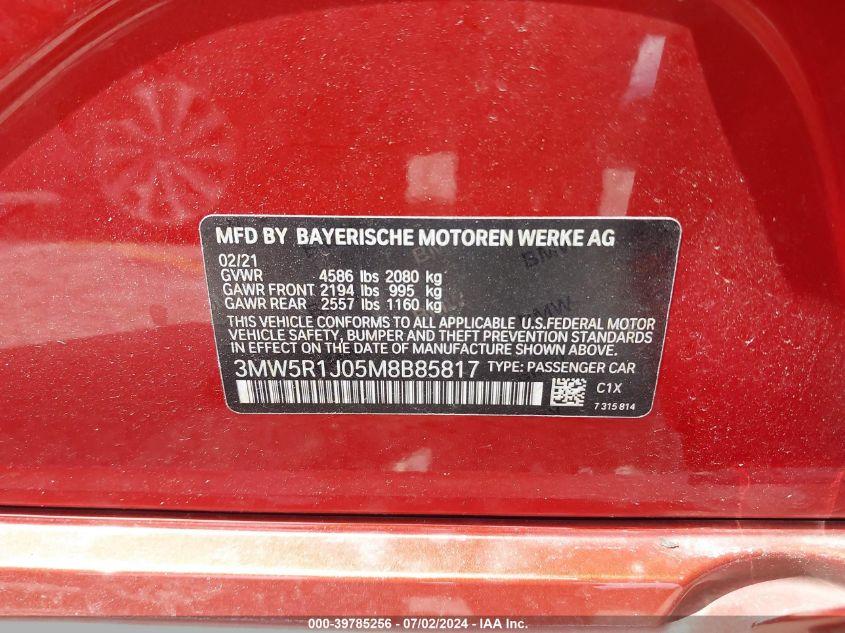 MFD BY BAYERISCHE MOTOREN WERKE AG
02/21
GVWR 4586 lbs 2080 kg
GAWR FRONT 2194 lbs 995 kg
GAWR REAR 2557 lbs 1160 kg
THIS VEHICLE CONFORMS TO ALL APPLICABLE U.S.FEDERAL MOTOR
VEHICLE SAFETY, BUMPER AND THEFT PREVENTION STANDARDS
IN EFFECT ON THE DATE OF MANUFACTURE SHOWN ABOVE.
3MW5R1J05M8B85817 TYPE: PASSENGER CAR
C1X
7 315 814
BMW
BMW
BMW
000-39785256 - 07/02/2024 - IAA Inc.